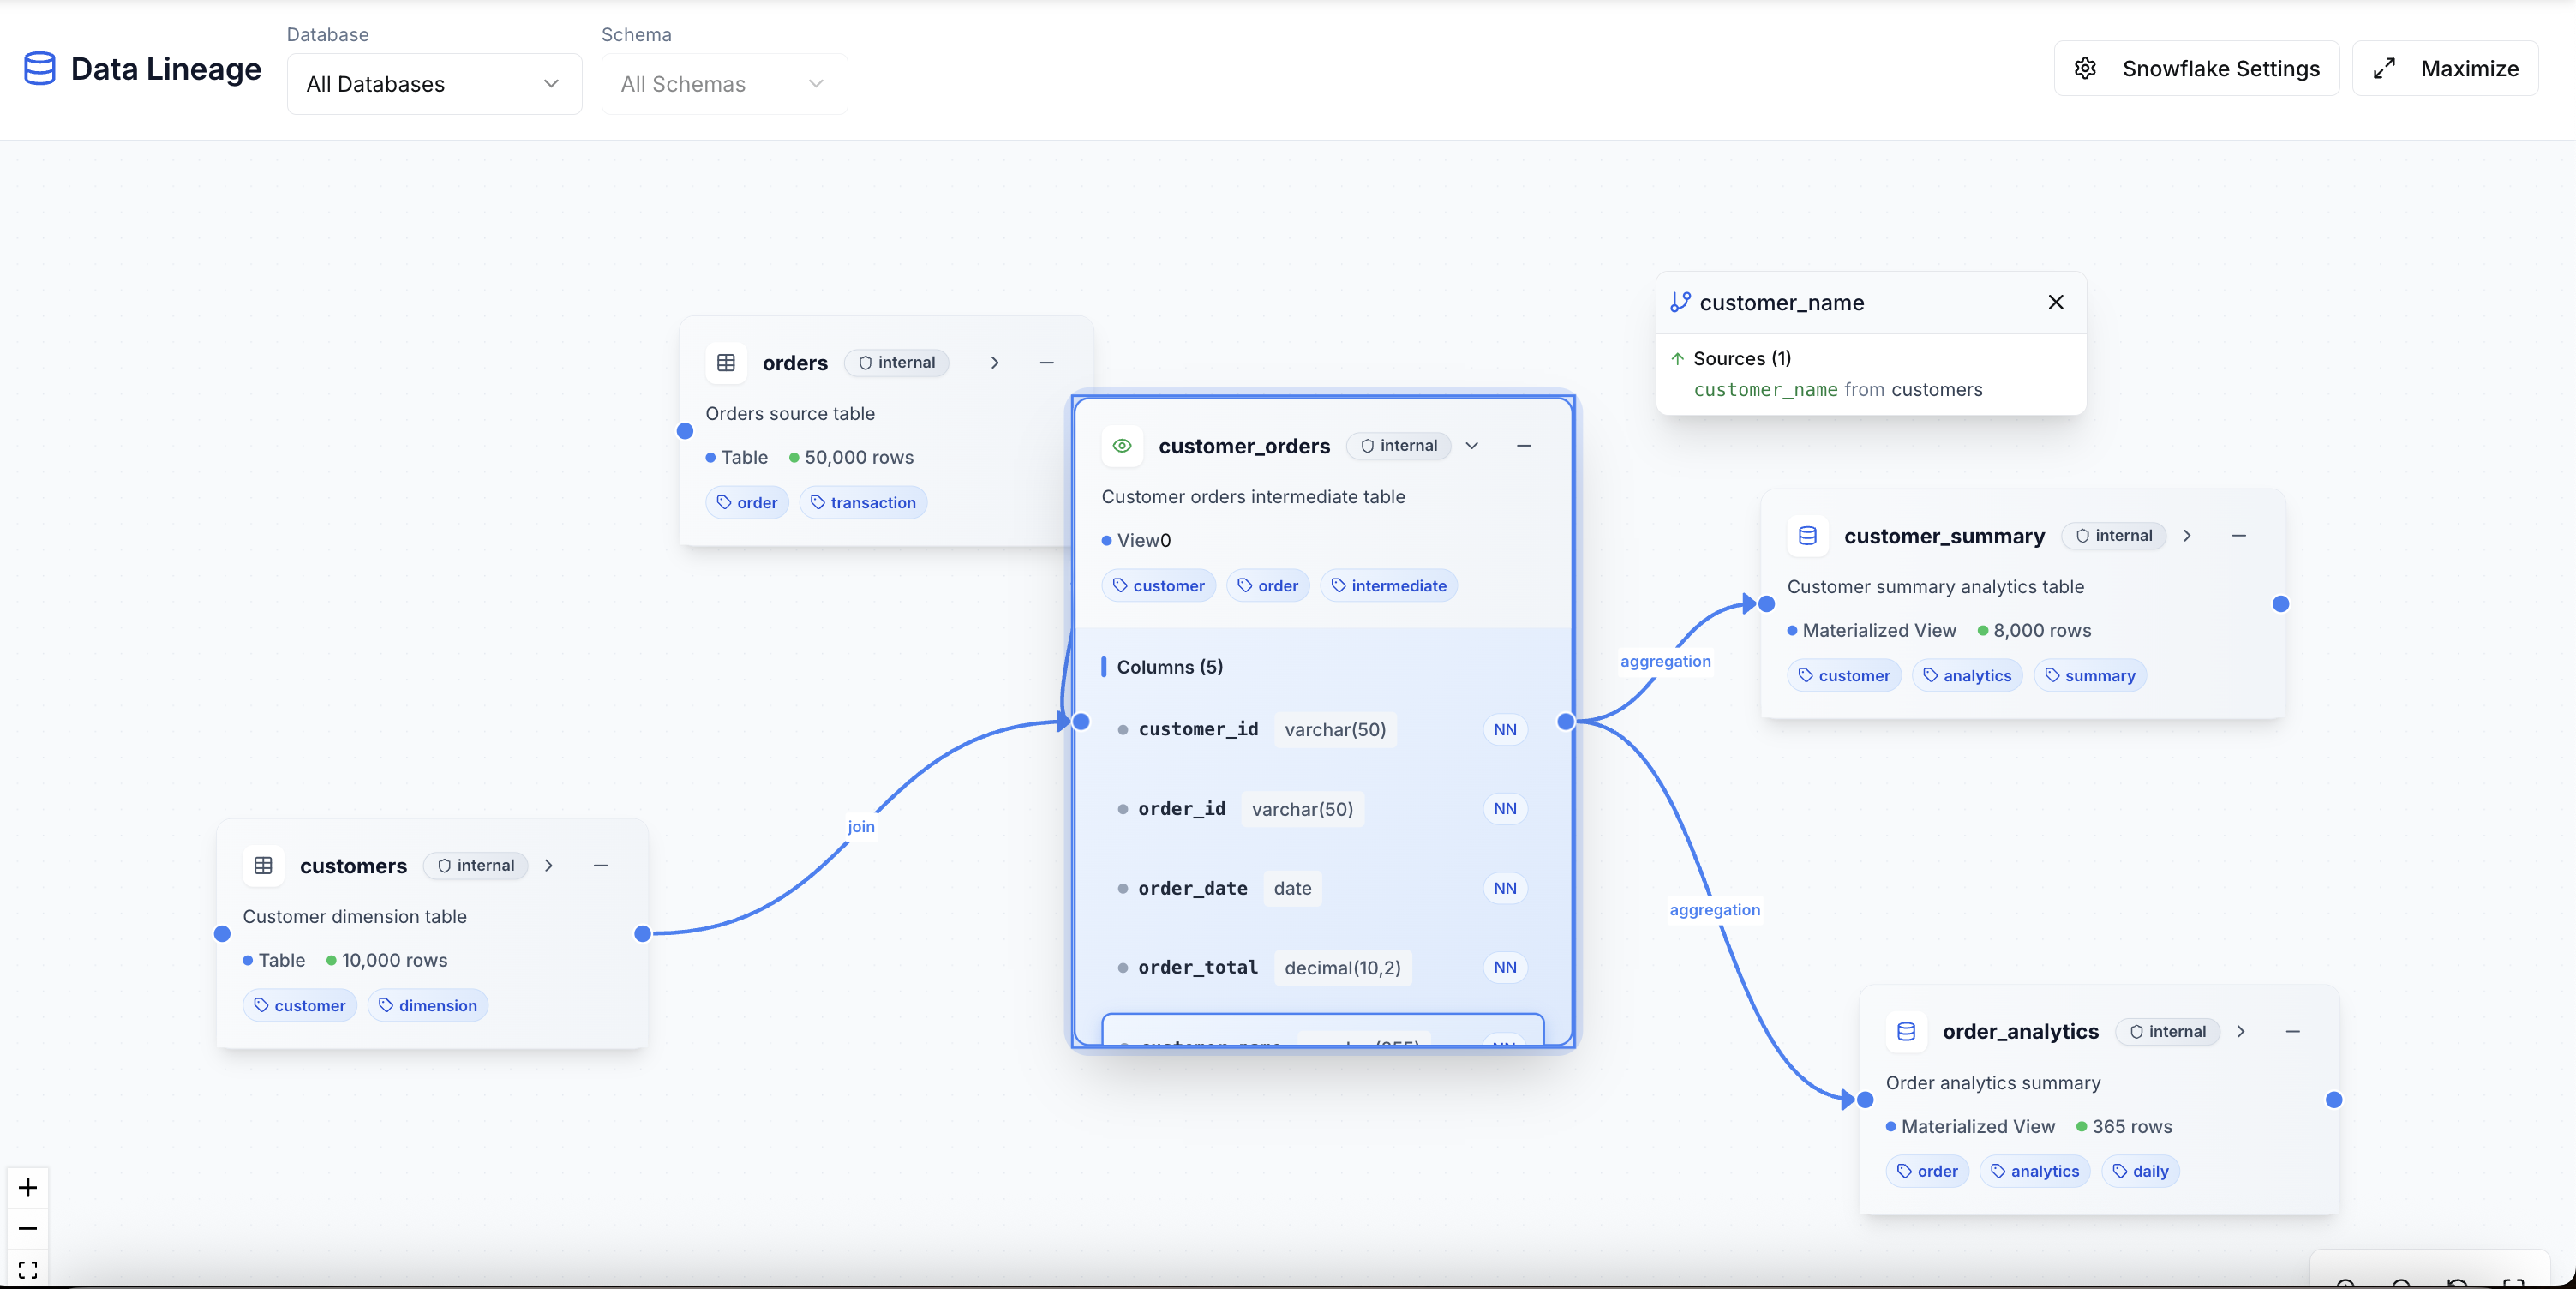 Data Lineage
Database
All Databases
Schema
All Schemas
Snowflake Settings
Maximize
customer_name
Sources (1)
customer_name from customers
orders internal
Orders source table
Table 50,000 rows
order transaction
customer_orders internal
Customer orders intermediate table
View0
customer order intermediate
Columns (5)
customer_id varchar(50) NN
order_id varchar(50) NN
order_date date NN
order_total decimal(10,2) NN
customer_summary internal
Customer summary analytics table
Materialized View 8,000 rows
customer analytics summary
aggregation
join
aggregation
customers internal
Customer dimension table
Table 10,000 rows
customer dimension
order_analytics internal
Order analytics summary
Materialized View 365 rows
order analytics daily